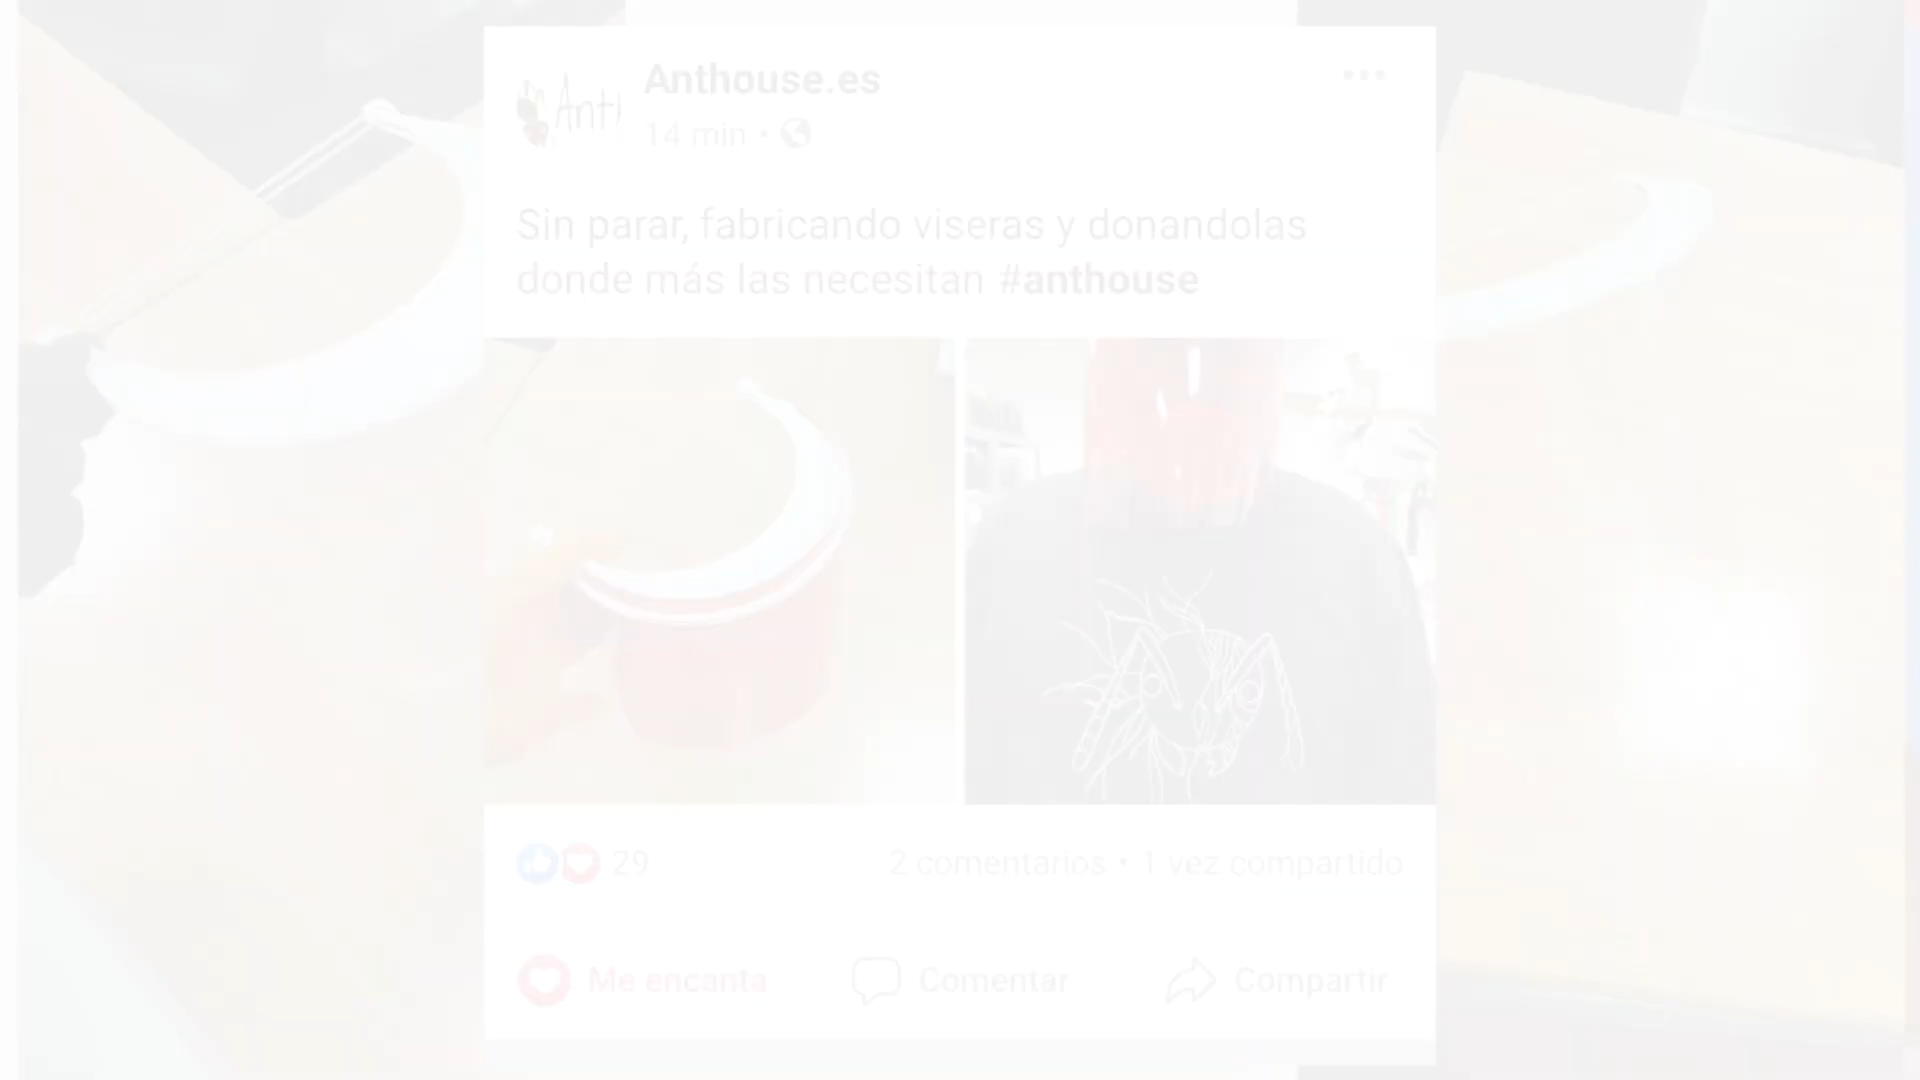 Anthouse.es
Ant
14 min •
Sin parar, fabricando viseras y donandolas
donde más las necesitan #anthouse
29
2 comentarios • 1 vez compartido
Me encanta
Comentar
Compartir